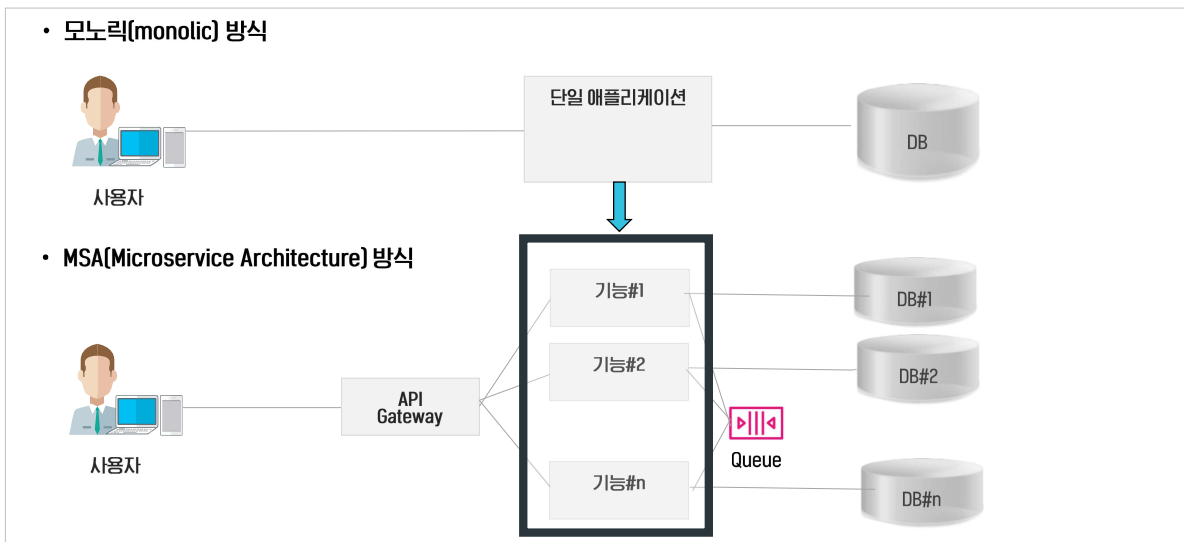 • 모노릭(monolic) 방식
단일 애플리케이션
DB
사용자
• MSA(Microservice Architecture) 방식
기능#1
DB#1
기능#2
DB#2
API
Gateway
Queue
사용자
기능#n
DB#n